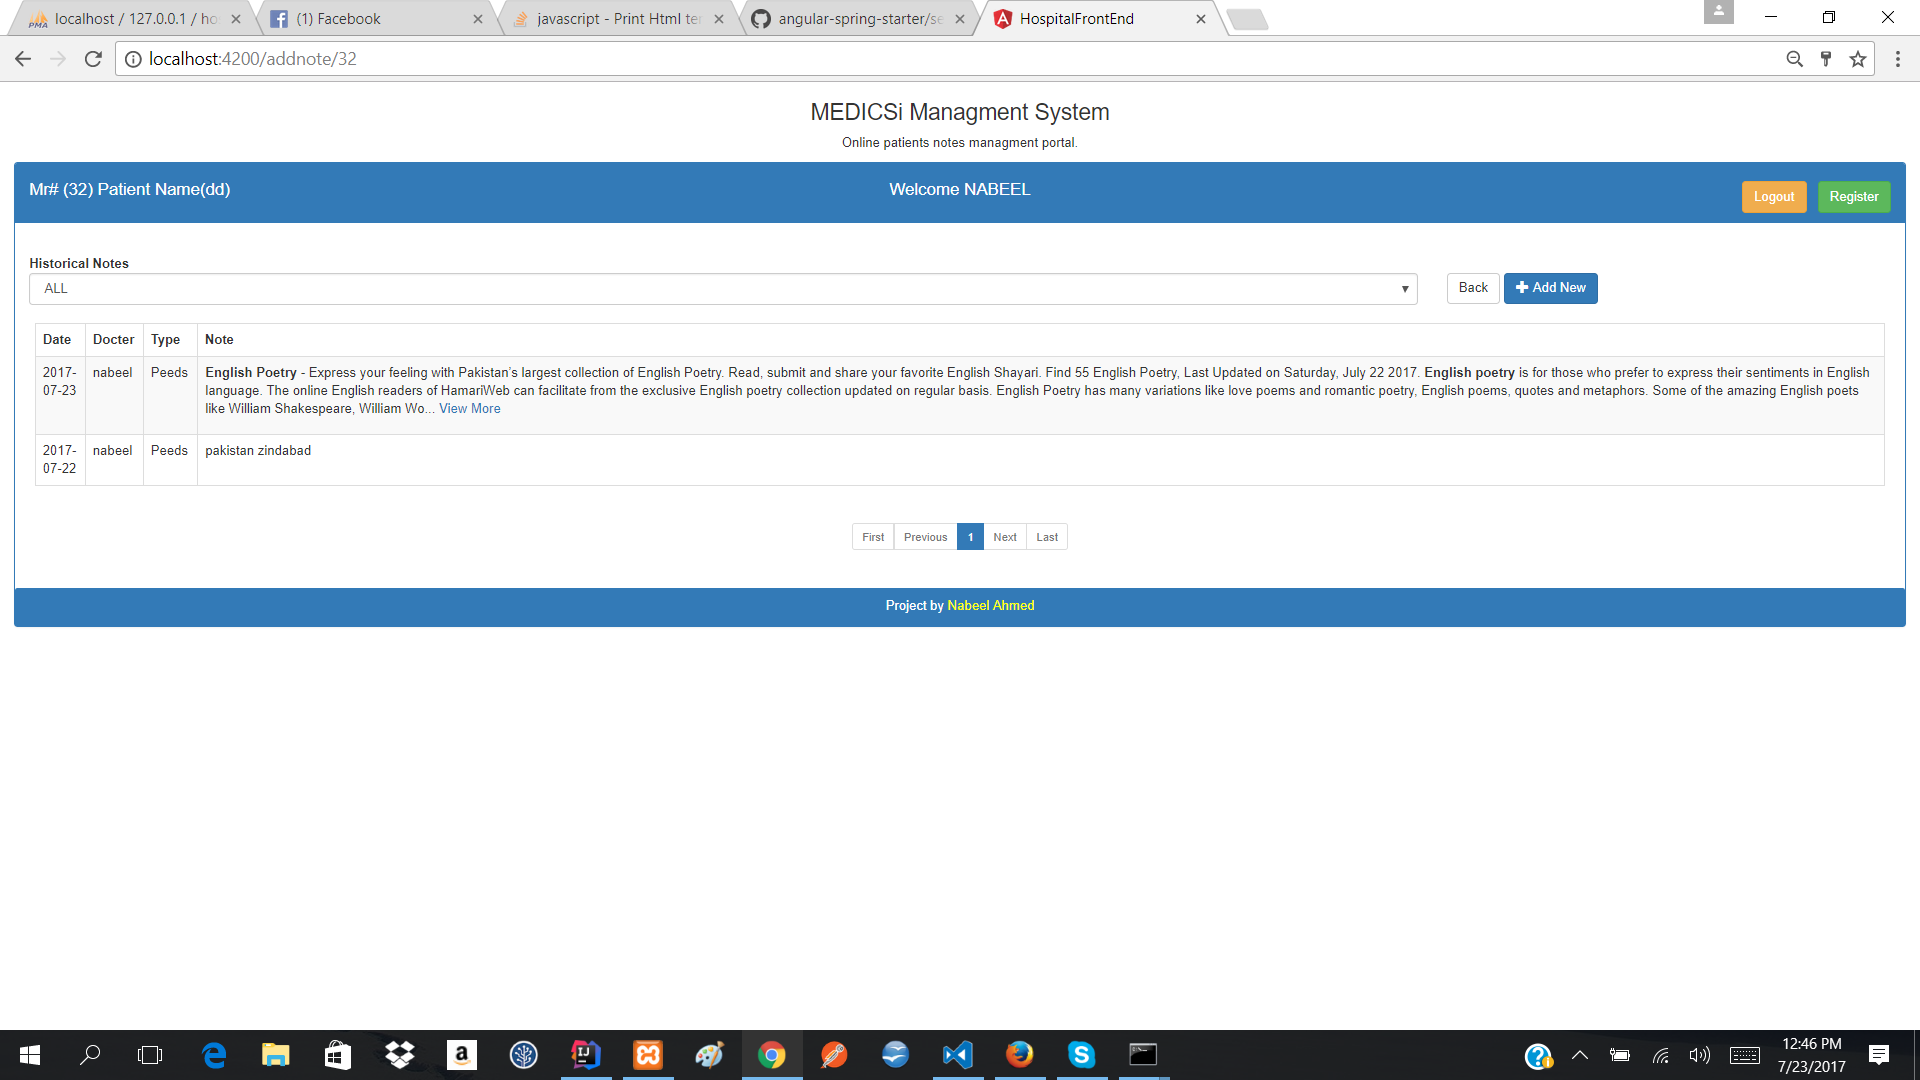 localhost / 127.0.0.1 / ho
(1) Facebook
javascript - Print Html te
angular-spring-starter/se
HospitalFrontEnd
localhost:4200/addnote/32
MEDICSi Managment System
Online patients notes managment portal.
Mr# (32) Patient Name(dd)
Welcome NABEEL
Logout
Register
Historical Notes
ALL
Back
Add New
Date Docter Type Note
2017-07-23 nabeel Peeds English Poetry - Express your feeling with Pakistan's largest collection of English Poetry. Read, submit and share your favorite English Shayari. Find 55 English Poetry, Last Updated on Saturday, July 22 2017. English poetry is for those who prefer to express their sentiments in English
language. The online English readers of HamariWeb can facilitate from the exclusive English poetry collection updated on regular basis. English Poetry has many variations like love poems and romantic poetry, English poems, quotes and metaphors. Some of the amazing English poets
like William Shakespeare, William Wo... View More
2017-07-22 nabeel Peeds pakistan zindabad
First Previous 1 Next Last
Project by Nabeel Ahmed
12:46 PM
7/23/2017